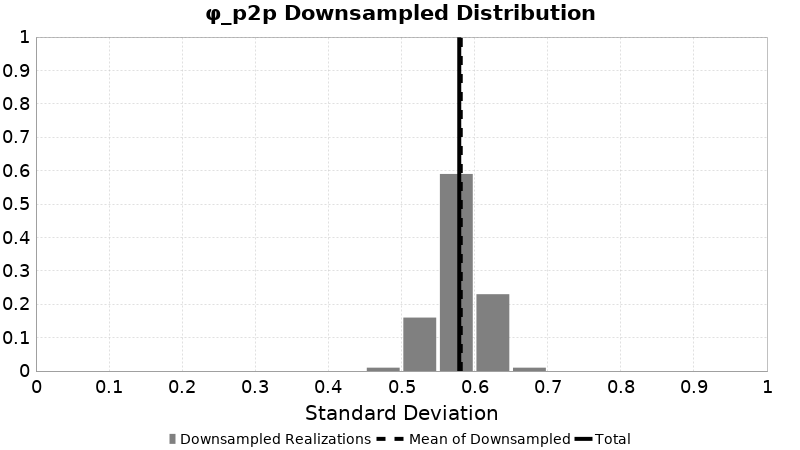 φ_p2p Downsampled Distribution
1
0.9
0.8
0.7
0.6
0.5
0.4
0.3
0.2
0.1
0
0 0.1 0.2 0.3 0.4 0.5 0.6 0.7 0.8 0.9 1
Standard Deviation
Downsampled Realizations Mean of Downsampled Total